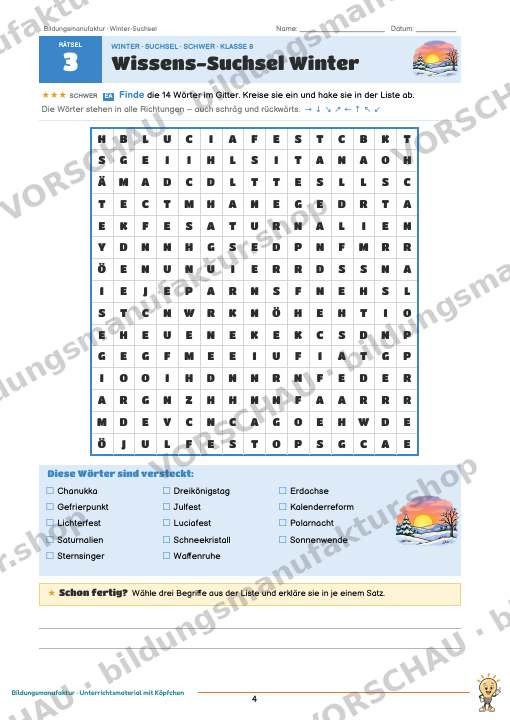 Bildungsmanufaktur · Winter-Suchsel Name: Datum:
RÄTSEL
3
WINTER · SUCHSEL · SCHWER · KLASSE 8
Wissens-Suchsel Winter
★★★ SCHWER EA Finde die 14 Wörter im Gitter. Kreise sie ein und hake sie in der Liste ab.
Die Wörter stehen in alle Richtungen – auch schräg und rückwärts. → ↓ ↘ ↗ ← ↑ ↖ ↙
H B L U C I A F E S T C B K T
S G E I I H L S I T A N A O H
Ä M A D C D L T T E S L L S C
T E C T M H A N E G E D R T A
E K F E S A T U R N A L I E N
Y D N N H G S E D P N F M R R
Ö E N U N U I E R R D S S N A
I E J E P A R N S F N E H S L
S T C N W R K N Ö H E H T I O
E H E U E N E K E K C S D N P
G E G F M E E I U F I A T G P
I O O I H D N N R N F E D E R
A R G N Z H H N N F A A R R R
M D E V C N C A G O E H W D E
Ö J U L F E S T O P S G C A E
Diese Wörter sind versteckt:
☐ Chanukka ☐ Dreikönigstag ☐ Erdachse
☐ Gefrierpunkt ☐ Julfest ☐ Kalenderreform
☐ Lichterfest ☐ Luciafest ☐ Polarnacht
☐ Saturnalien ☐ Schneekristall ☐ Sonnenwende
☐ Sternsinger ☐ Waffenruhe
★ Schon fertig? Wähle drei Begriffe aus der Liste und erkläre sie in je einem Satz.
Bildungsmanufaktur · Unterrichtsmaterial mit Köpfchen
4
VORSCHAU · bildungsmanufaktur.shop